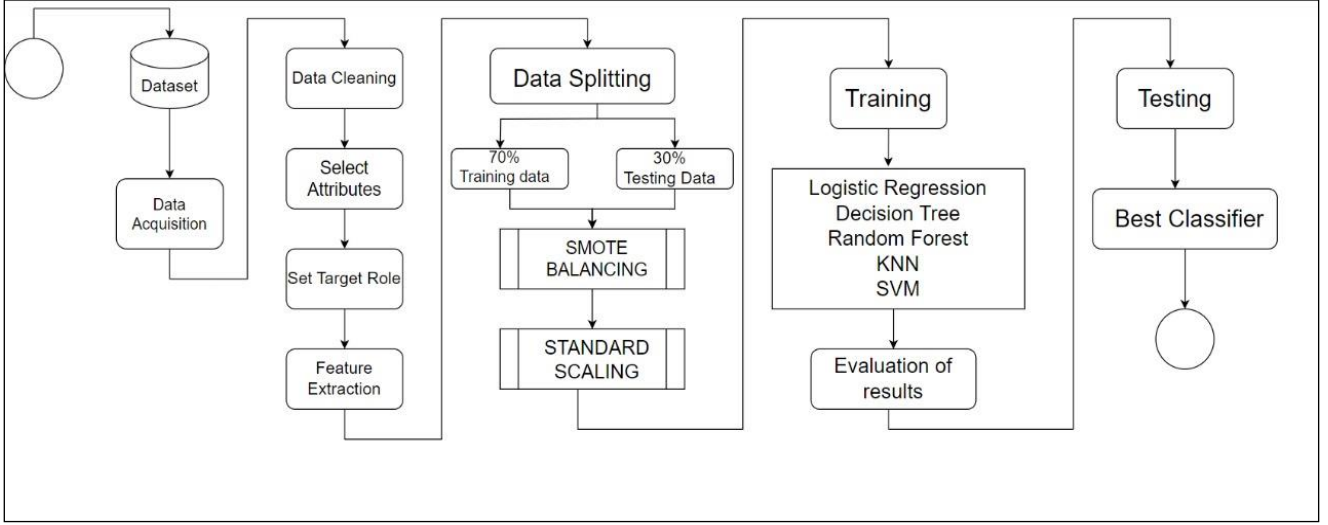 Dataset
Data
Acquisition
Data Cleaning
Select
Attributes
Set Target Role
Feature
Extraction
Data Splitting
70%
Training data
30%
Testing Data
SMOTE
BALANCING
STANDARD
SCALING
Training
Logistic Regression
Decision Tree
Random Forest
KNN
SVM
Evaluation of
results
Testing
Best Classifier